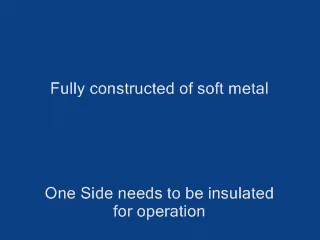 Fully constructed of soft metal
One Side needs to be insulated
for operation